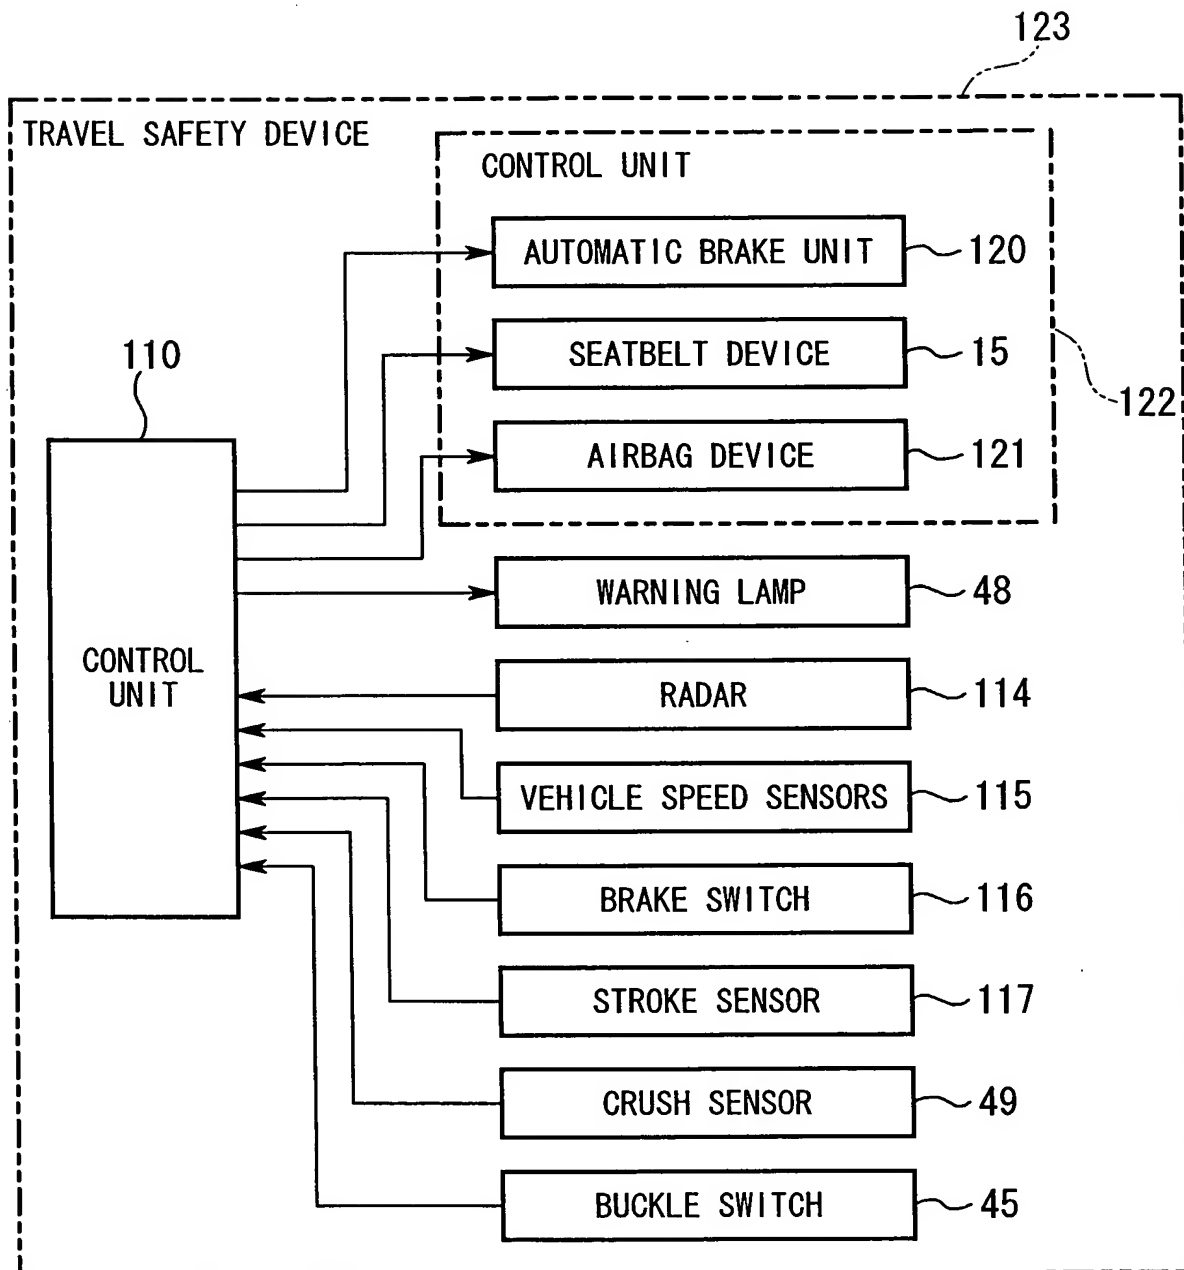 123
TRAVEL SAFETY DEVICE
CONTROL UNIT
AUTOMATIC BRAKE UNIT
120
SEATBELT DEVICE
15
110
122
AIRBAG DEVICE
121
WARNING LAMP
48
CONTROL
UNIT
RADAR
114
VEHICLE SPEED SENSORS
115
BRAKE SWITCH
116
STROKE SENSOR
117
CRUSH SENSOR
49
BUCKLE SWITCH
45